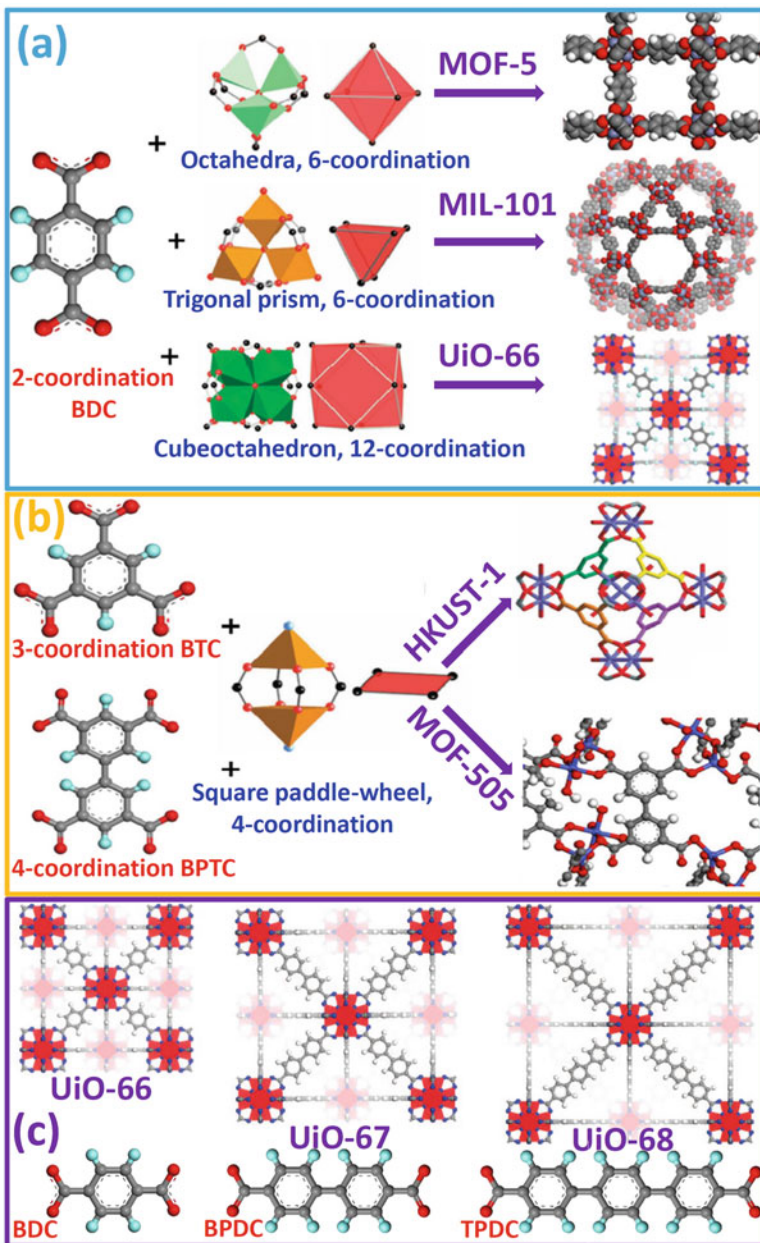 (a)
MOF-5
+
Octahedra, 6-coordination
MIL-101
+
Trigonal prism, 6-coordination
+
UiO-66
2-coordination
BDC
Cubeoctahedron, 12-coordination
(b)
HKUST-1
+
3-coordination BTC
MOF-505
+
Square paddle-wheel,
4-coordination
4-coordination BPTC
UiO-66
UiO-67
UiO-68
(c)
BDC
BPDC
TPDC